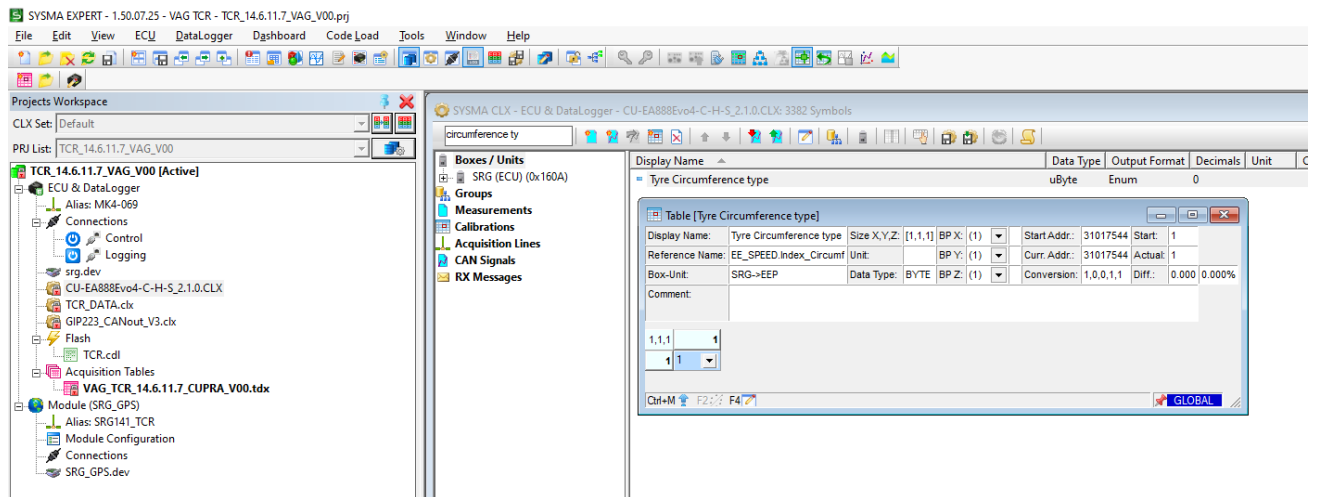 SYSMA EXPERT - 1.50.07.25 - VAG TCR - TCR_14.6.11.7_VAG_V00.prj
File Edit View ECU DataLogger Dashboard Code Load Tools Window Help
Projects Workspace
CLX Set: Default
PRJ List: TCR_14.6.11.7_VAG_V00
TCR_14.6.11.7_VAG_V00 [Active]
ECU & DataLogger
Alias: MK4-069
Connections
Control
Logging
srg.dev
CU-EA888Evo4-C-H-S_2.1.0.CLX
TCR_DATA.clx
GIP223_CANout_V3.clx
Flash
TCR.cdl
Acquisition Tables
VAG_TCR_14.6.11.7_CUPRA_V00.tdx
Module (SRG_GPS)
Alias: SRG141_TCR
Module Configuration
Connections
SRG_GPS.dev
SYSMA CLX - ECU & DataLogger - CU-EA888Evo4-C-H-S_2.1.0.CLX: 3382 Symbols
circumference ty
Boxes / Units
SRG (ECU) (0x160A)
Groups
Measurements
Calibrations
Acquisition Lines
CAN Signals
RX Messages
Display Name Data Type Output Format Decimals Unit C
Tyre Circumference type uByte Enum 0
Table [Tyre Circumference type]
Display Name: Tyre Circumference type Size X,Y,Z: [1,1,1] BP X: (1) Start Addr.: 31017544 Start: 1
Reference Name: EE_SPEED.Index_Circumf Unit: BP Y: (1) Curr. Addr.: 31017544 Actual: 1
Box-Unit: SRG->EEP Data Type: BYTE BP Z: (1) Conversion: 1,0,0,1,1 Diff.: 0.000 0.000%
Comment:
1,1,1 1
1 1
Ctrl+M F2: F4 GLOBAL